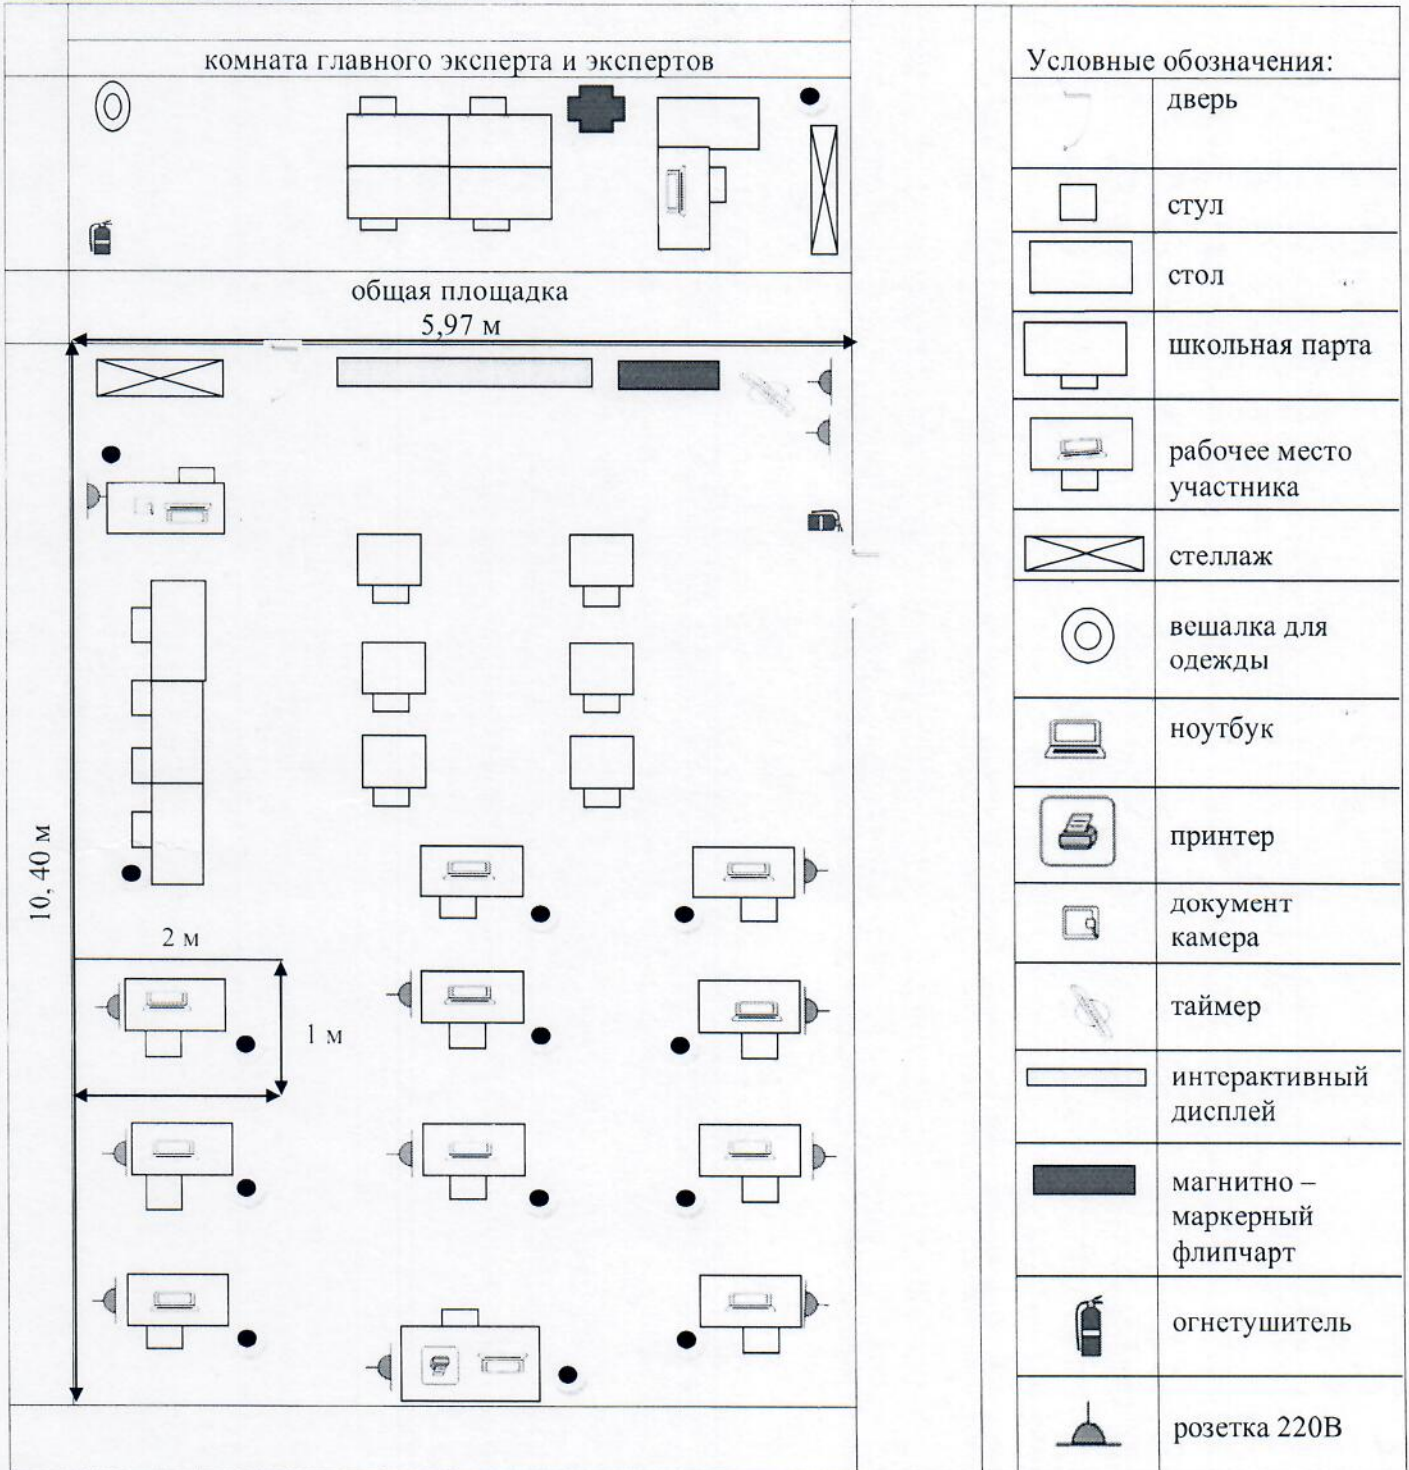 комната главного эксперта и экспертов
общая площадка
5,97 м
10, 40 м
2 м
1 м
Условные обозначения:
дверь
стул
стол
школьная парта
рабочее место
участника
стеллаж
вешалка для
одежды
ноутбук
принтер
документ
камера
таймер
интерактивный
дисплей
магнитно –
маркерный
флипчарт
огнетушитель
розетка 220В